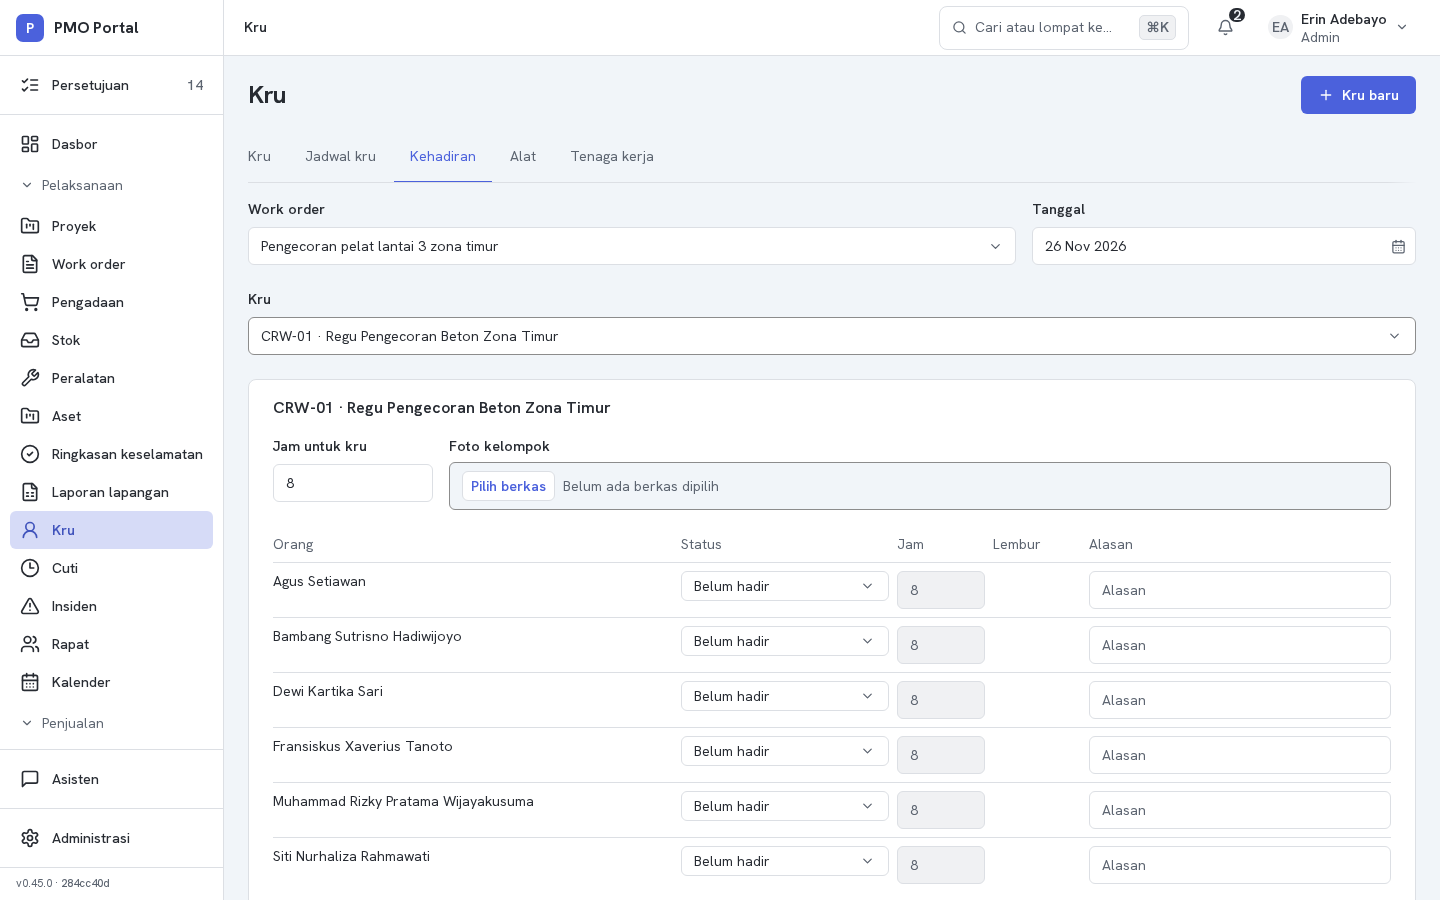 P PMO Portal
Kru
Cari atau lompat ke...
⌘K
2
EA
Erin Adebayo
Admin
Persetujuan
14
Dasbor
Pelaksanaan
Proyek
Work order
Pengadaan
Stok
Peralatan
Aset
Ringkasan keselamatan
Laporan lapangan
Kru
Cuti
Insiden
Rapat
Kalender
Penjualan
Asisten
Administrasi
v0.45.0 · 284cc40d
Kru
Kru baru
Kru
Jadwal kru
Kehadiran
Alat
Tenaga kerja
Work order
Tanggal
Pengecoran pelat lantai 3 zona timur
26 Nov 2026
Kru
CRW-01 · Regu Pengecoran Beton Zona Timur
CRW-01 · Regu Pengecoran Beton Zona Timur
Jam untuk kru
Foto kelompok
8
Pilih berkas
Belum ada berkas dipilih
Orang
Status
Jam
Lembur
Alasan
Agus Setiawan
Belum hadir
8
Alasan
Bambang Sutrisno Hadiwijoyo
Belum hadir
8
Alasan
Dewi Kartika Sari
Belum hadir
8
Alasan
Fransiskus Xaverius Tanoto
Belum hadir
8
Alasan
Muhammad Rizky Pratama Wijayakusuma
Belum hadir
8
Alasan
Siti Nurhaliza Rahmawati
Belum hadir
8
Alasan